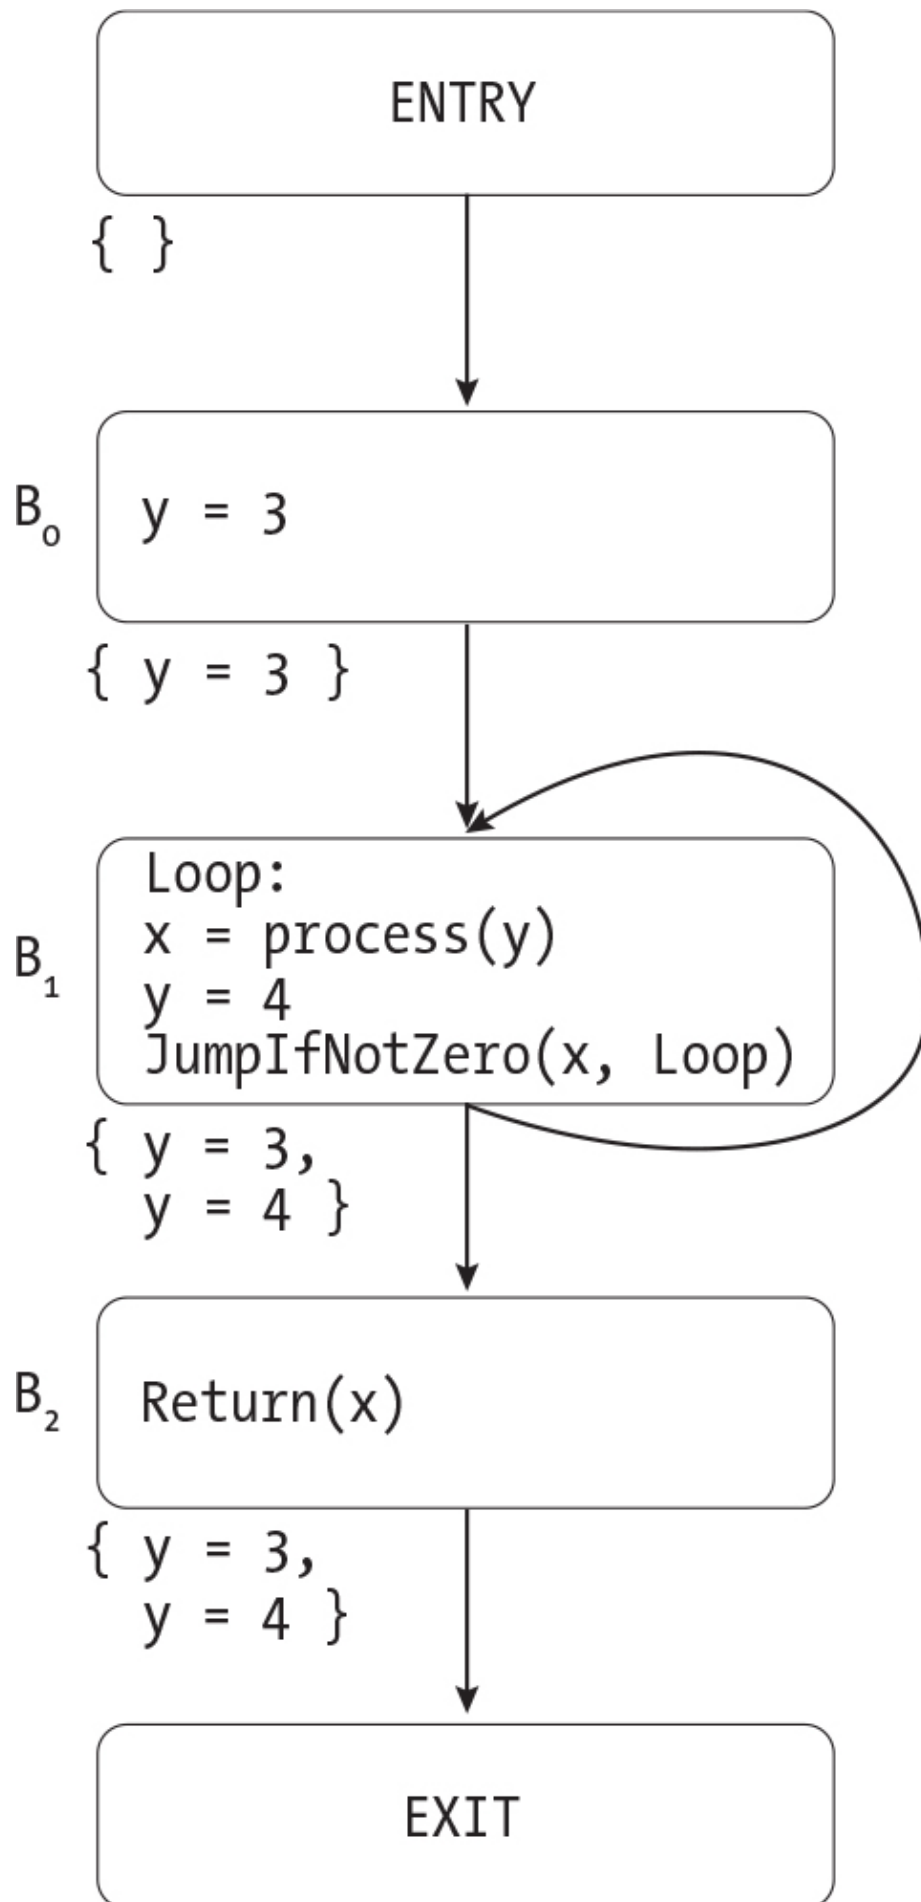 ENTRY
{ }
B₀
y = 3
{ y = 3 }
Loop:
x = process(y)
B₁
y = 4
JumpIfNotZero(x, Loop)
{ y = 3,
y = 4 }
B₂
Return(x)
{ y = 3,
y = 4 }
EXIT